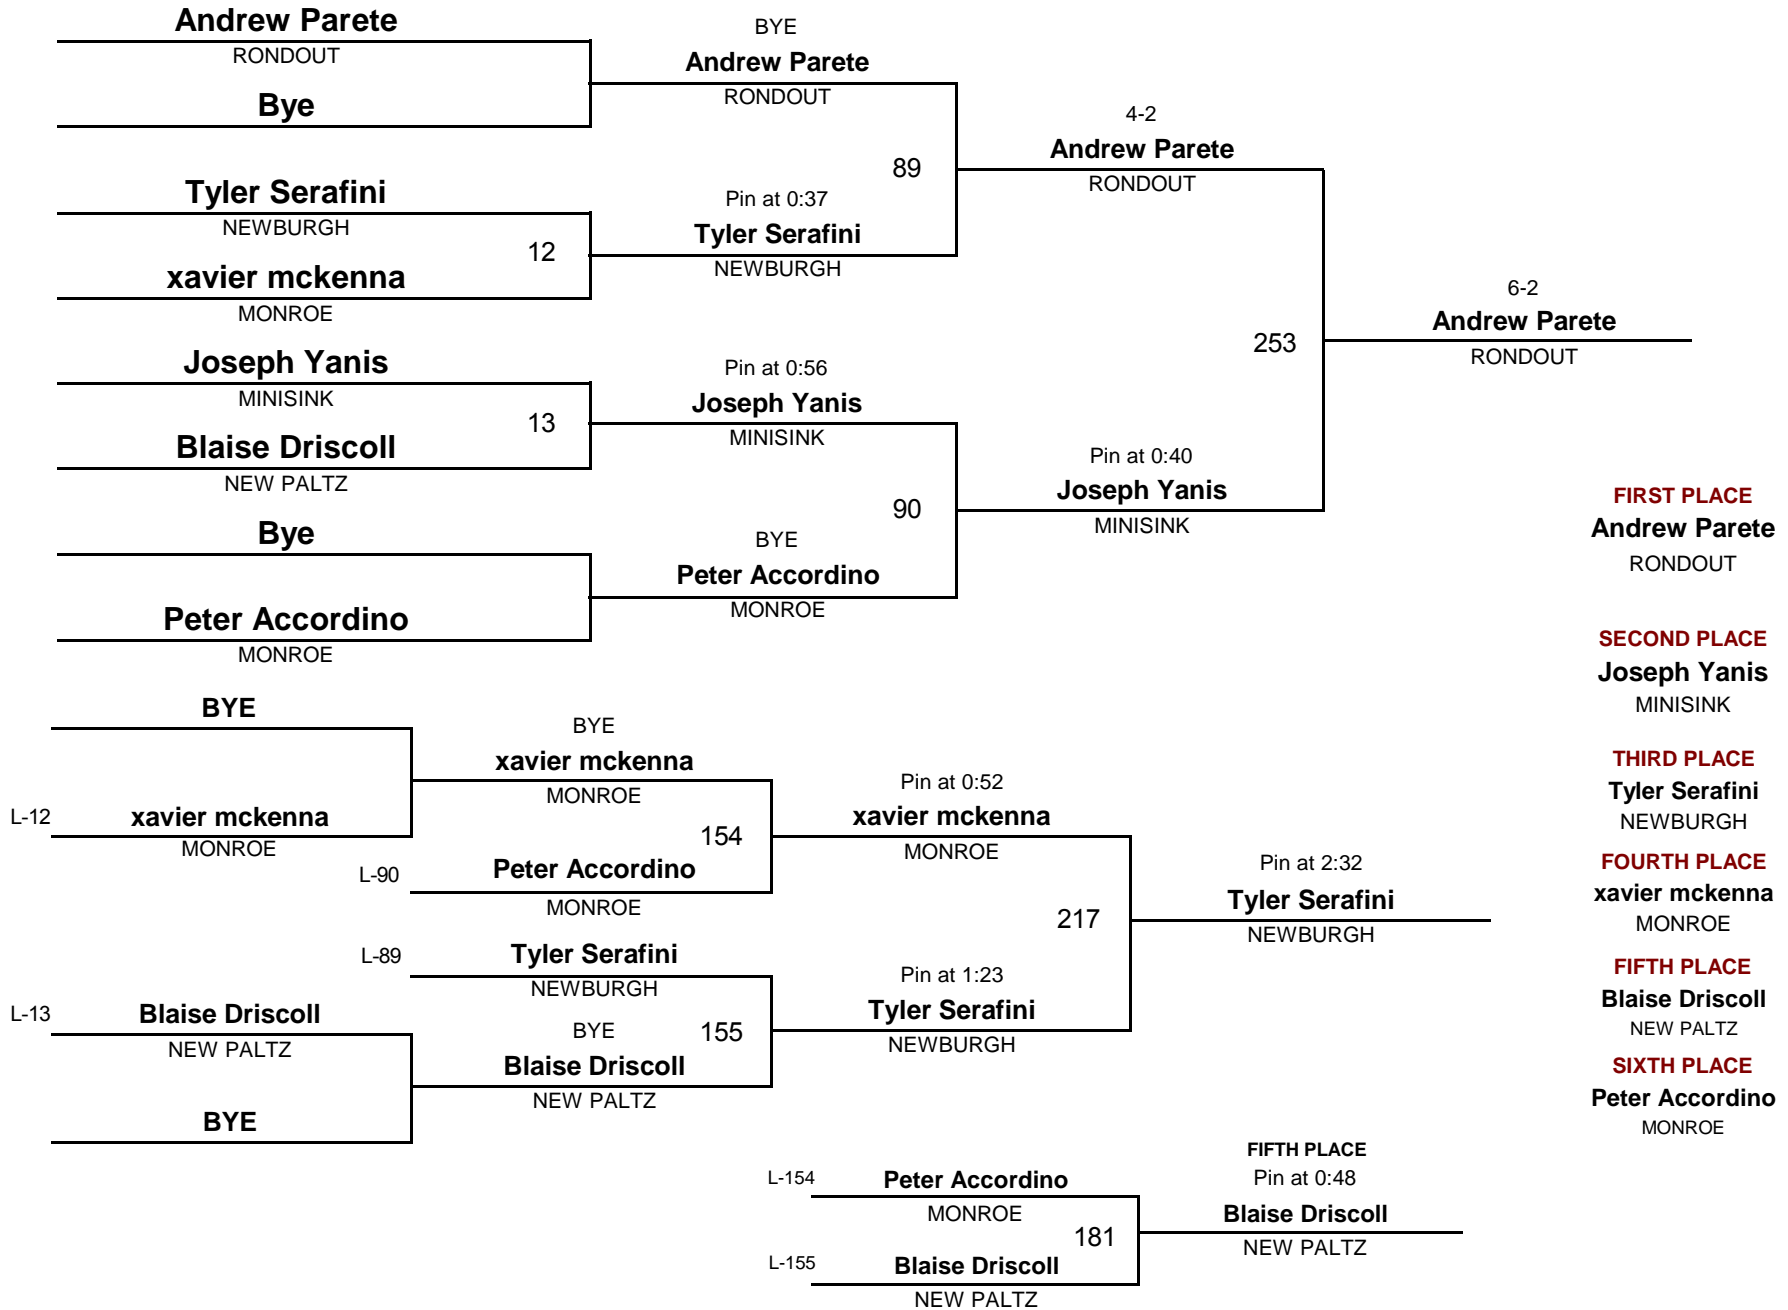 Andrew Parete
RONDOUT
Bye
Tyler Serafini
NEWBURGH
12
xavier mckenna
MONROE
Joseph Yanis
MINISINK
13
Blaise Driscoll
NEW PALTZ
Bye
Peter Accordino
MONROE
BYE
Andrew Parete
RONDOUT
89
Pin at 0:37
Tyler Serafini
NEWBURGH
Pin at 0:56
Joseph Yanis
MINISINK
90
BYE
Peter Accordino
MONROE
4-2
Andrew Parete
RONDOUT
253
Pin at 0:40
Joseph Yanis
MINISINK
6-2
Andrew Parete
RONDOUT
FIRST PLACE
Andrew Parete
RONDOUT
SECOND PLACE
Joseph Yanis
MINISINK
THIRD PLACE
Tyler Serafini
NEWBURGH
FOURTH PLACE
xavier mckenna
MONROE
FIFTH PLACE
Blaise Driscoll
NEW PALTZ
SIXTH PLACE
Peter Accordino
MONROE
BYE
L-12
xavier mckenna
MONROE
L-13
Blaise Driscoll
NEW PALTZ
BYE
BYE
xavier mckenna
MONROE
154
L-90
Peter Accordino
MONROE
L-89
Tyler Serafini
NEWBURGH
BYE
155
Blaise Driscoll
NEW PALTZ
Pin at 0:52
xavier mckenna
MONROE
217
Pin at 1:23
Tyler Serafini
NEWBURGH
Pin at 2:32
Tyler Serafini
NEWBURGH
L-154
Peter Accordino
MONROE
181
L-155
Blaise Driscoll
NEW PALTZ
FIFTH PLACE
Pin at 0:48
Blaise Driscoll
NEW PALTZ